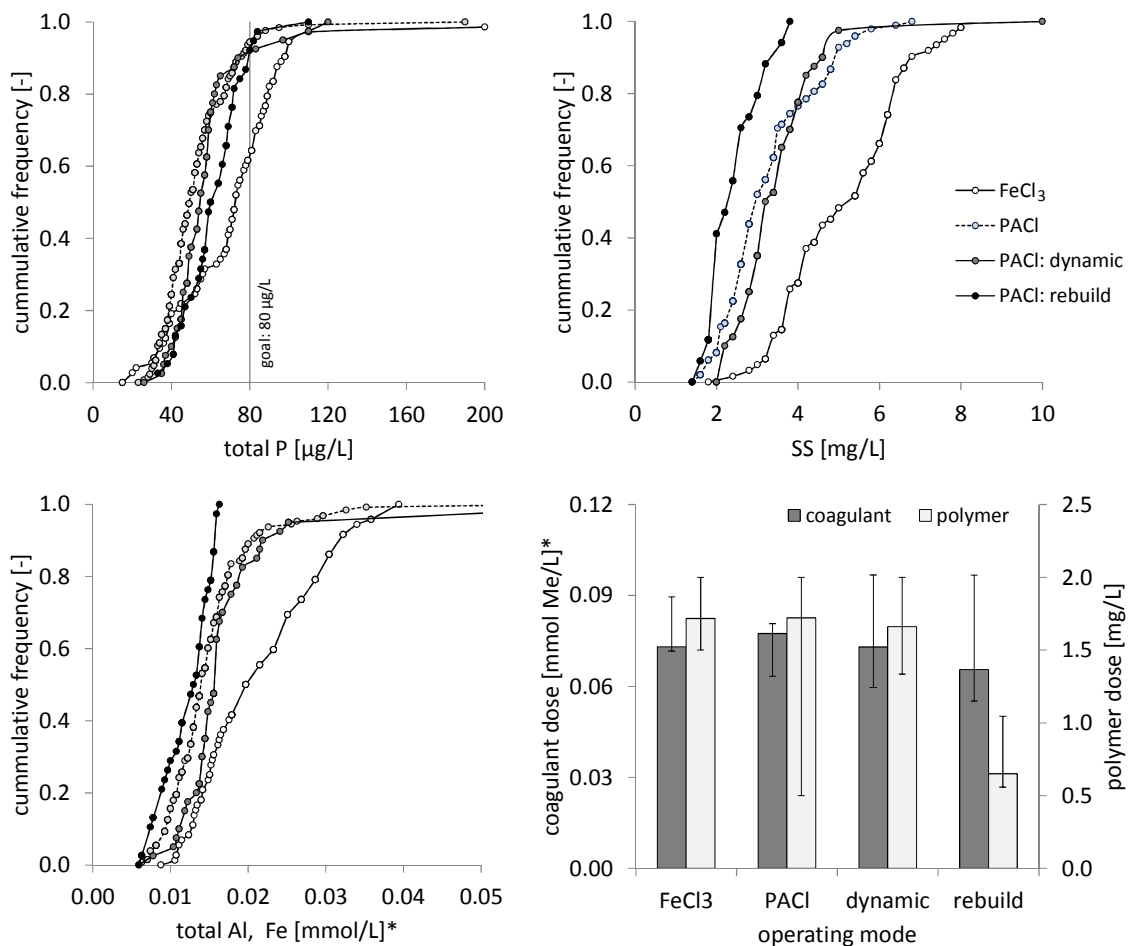 cummulative frequency [-]
1.0
0.8
0.6
0.4
0.2
0.0
goal: 80 µg/L
0 40 80 120 160 200
total P [µg/L]
cummulative frequency [-]
1.0
0.8
0.6
0.4
0.2
0.0
FeCl3
PACl
PACl: dynamic
PACl: rebuild
0 2 4 6 8 10
SS [mg/L]
cummulative frequency [-]
1.0
0.8
0.6
0.4
0.2
0.0
0.00 0.01 0.02 0.03 0.04 0.05
total Al, Fe [mmol/L]*
coagulant dose [mmol Me/L]*
0.12
0.09
0.06
0.03
0.00
coagulant polymer
2.5
2.0
1.5
1.0
0.5
0.0
polymer dose [mg/L]
FeCl3 PACl dynamic rebuild
operating mode